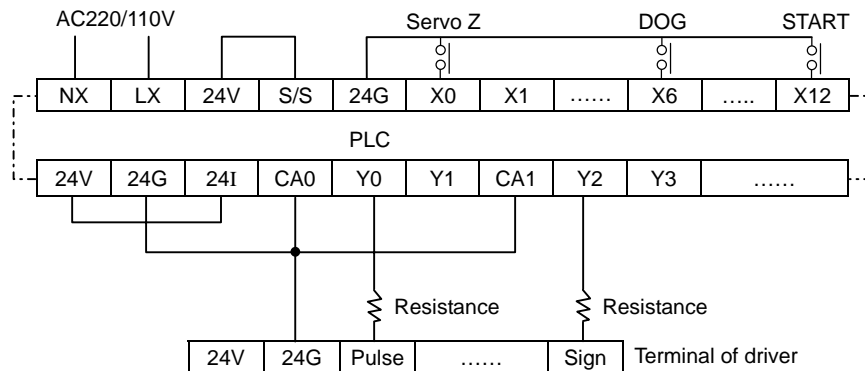 AC220/110V Servo Z DOG START
NX LX 24V S/S 24G X0 X1 ...... X6 ..... X12
PLC
24V 24G 24I CA0 Y0 Y1 CA1 Y2 Y3 ......
Resistance Resistance
24V 24G Pulse ...... Sign Terminal of driver